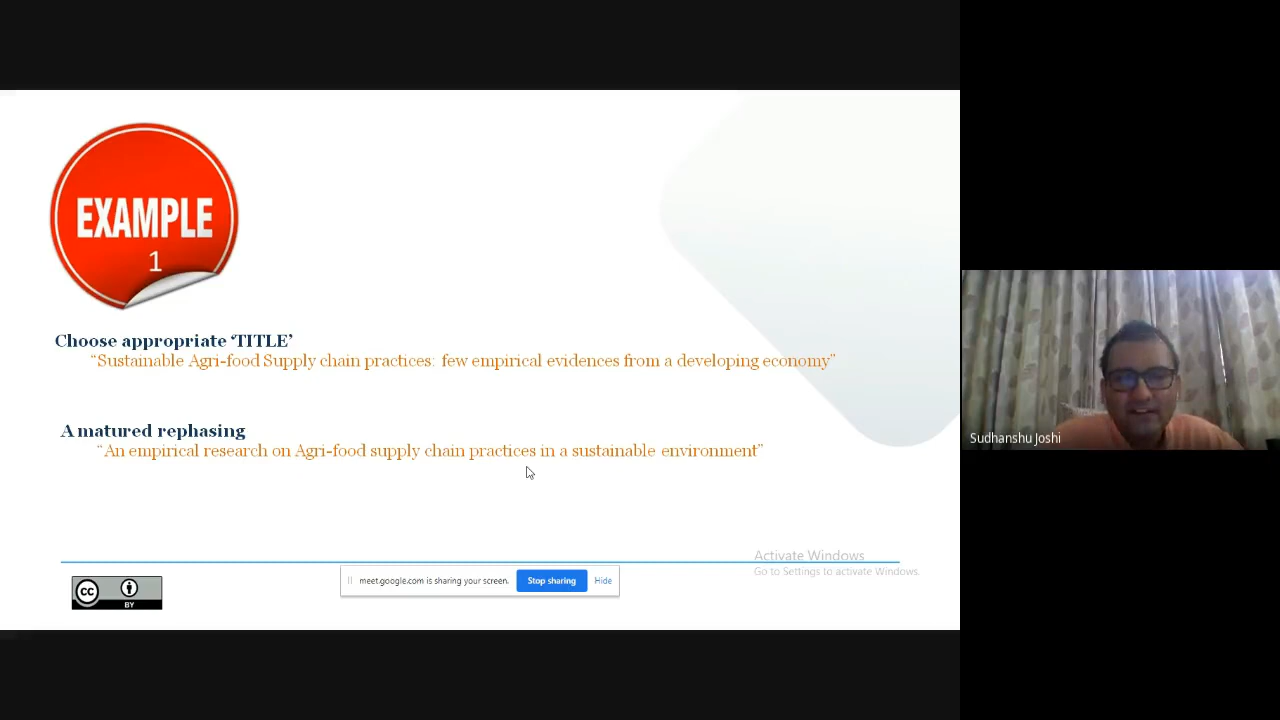 EXAMPLE
1
Choose appropriate ‘TITLE’
“Sustainable Agri-food Supply chain practices: few empirical evidences from a developing economy”
A matured rephasing
“An empirical research on Agri-food supply chain practices in a sustainable environment”
Sudhanshu Joshi
Activate Windows
Go to Settings to activate Windows.
meet.google.com is sharing your screen. Stop sharing Hide
cc BY